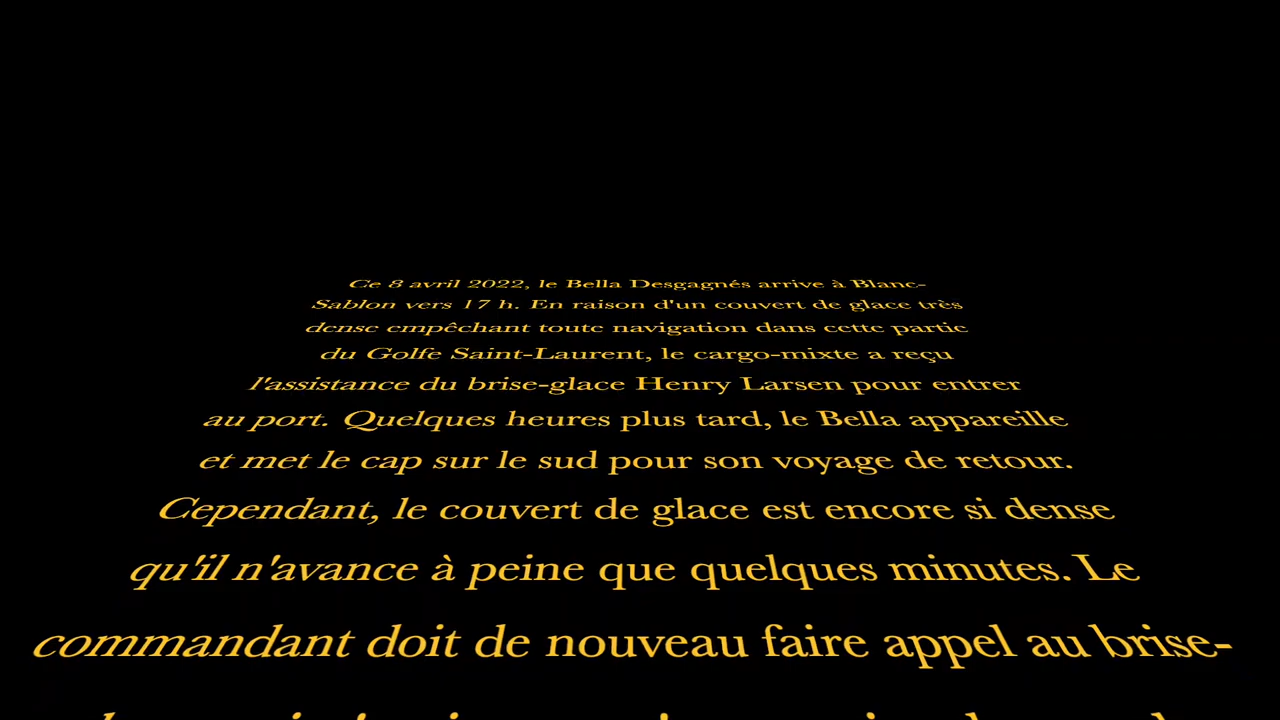 Ce 8 avril 2022, le Bella Desgagnés arrive à Blanc-
Sablon vers 17 h. En raison d'un couvert de glace très
dense empêchant toute navigation dans cette partie
du Golfe Saint-Laurent, le cargo-mixte a reçu
l'assistance du brise-glace Henry Larsen pour entrer
au port. Quelques heures plus tard, le Bella appareille
et met le cap sur le sud pour son voyage de retour.
Cependant, le couvert de glace est encore si dense
qu'il n'avance à peine que quelques minutes. Le
commandant doit de nouveau faire appel au brise-